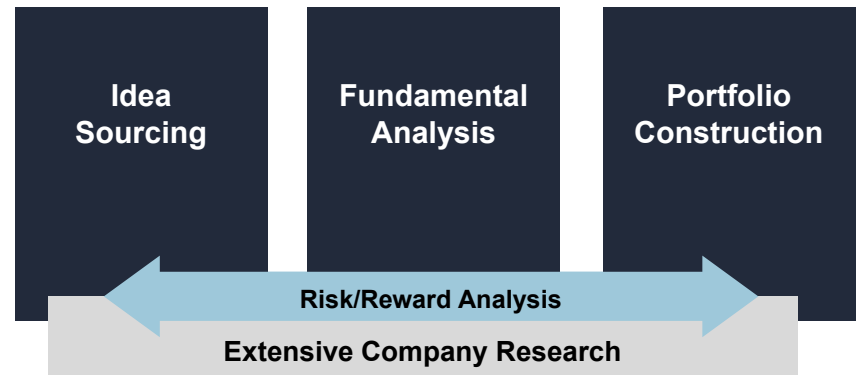 Idea
Sourcing
Fundamental
Analysis
Portfolio
Construction
Risk/Reward Analysis
Extensive Company Research